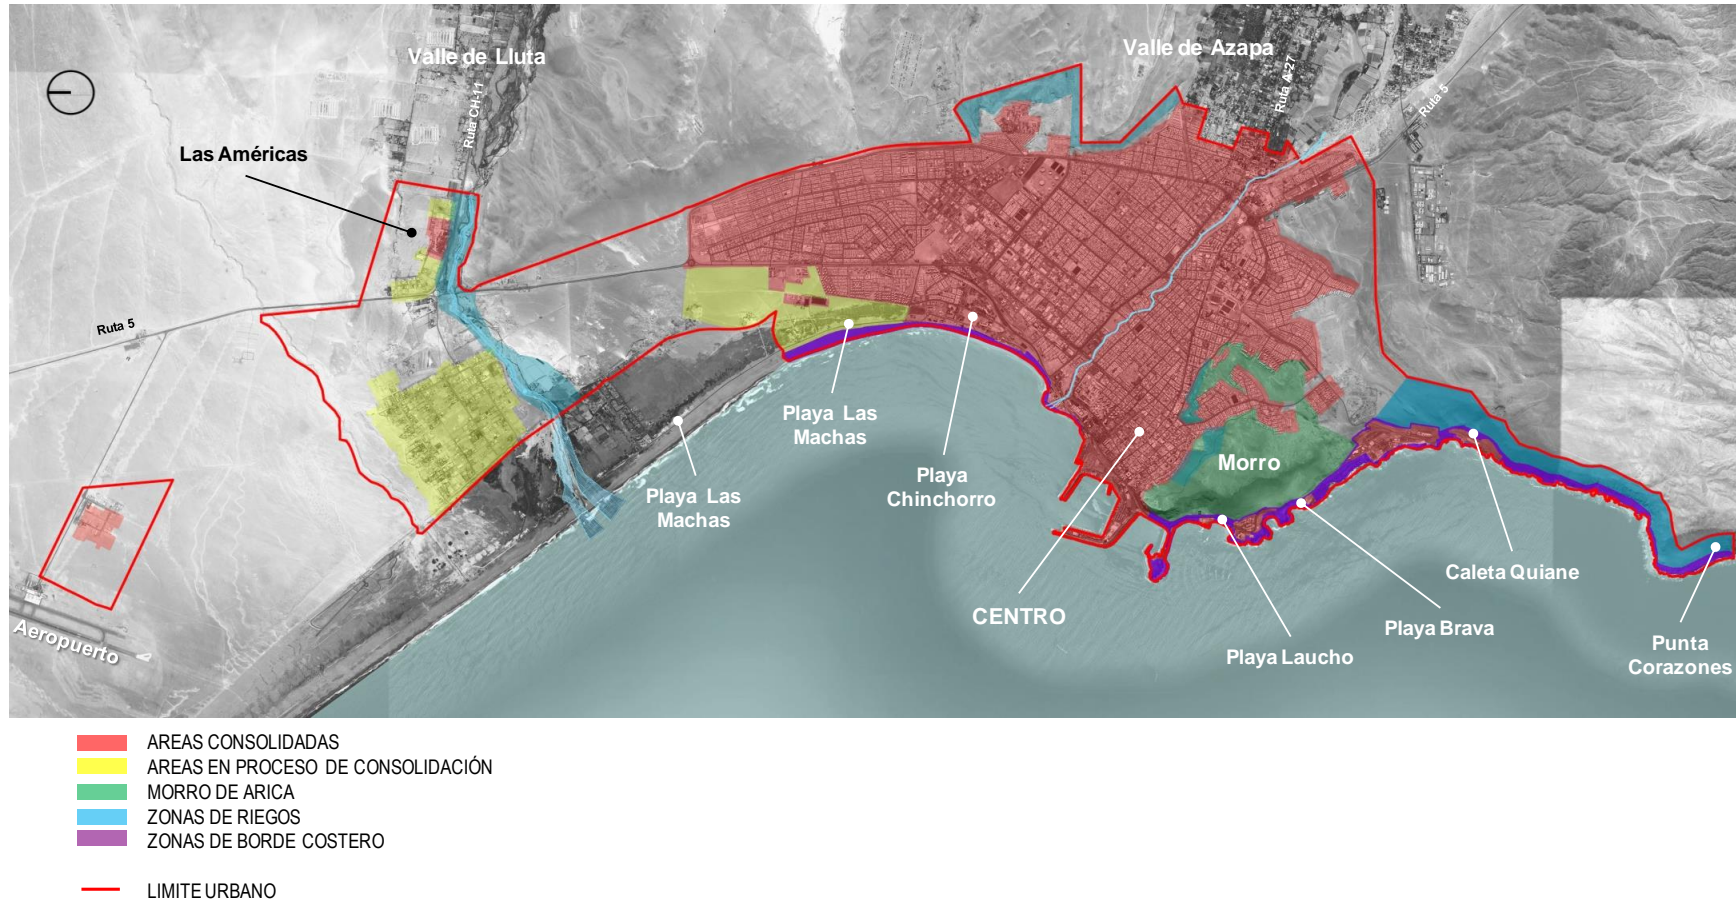 Valle de Lluta
Valle de Azapa
Ruta CH-11
Ruta A-27
Ruta 5
Las Américas
Ruta 5
Playa Las
Machas
Playa Las
Machas
Playa
Chinchorro
Morro
CENTRO
Caleta Quiane
Playa Brava
Playa Laucho
Punta
Corazones
Aeropuerto
AREAS CONSOLIDADAS
AREAS EN PROCESO DE CONSOLIDACIÓN
MORRO DE ARICA
ZONAS DE RIEGOS
ZONAS DE BORDE COSTERO
LIMITE URBANO